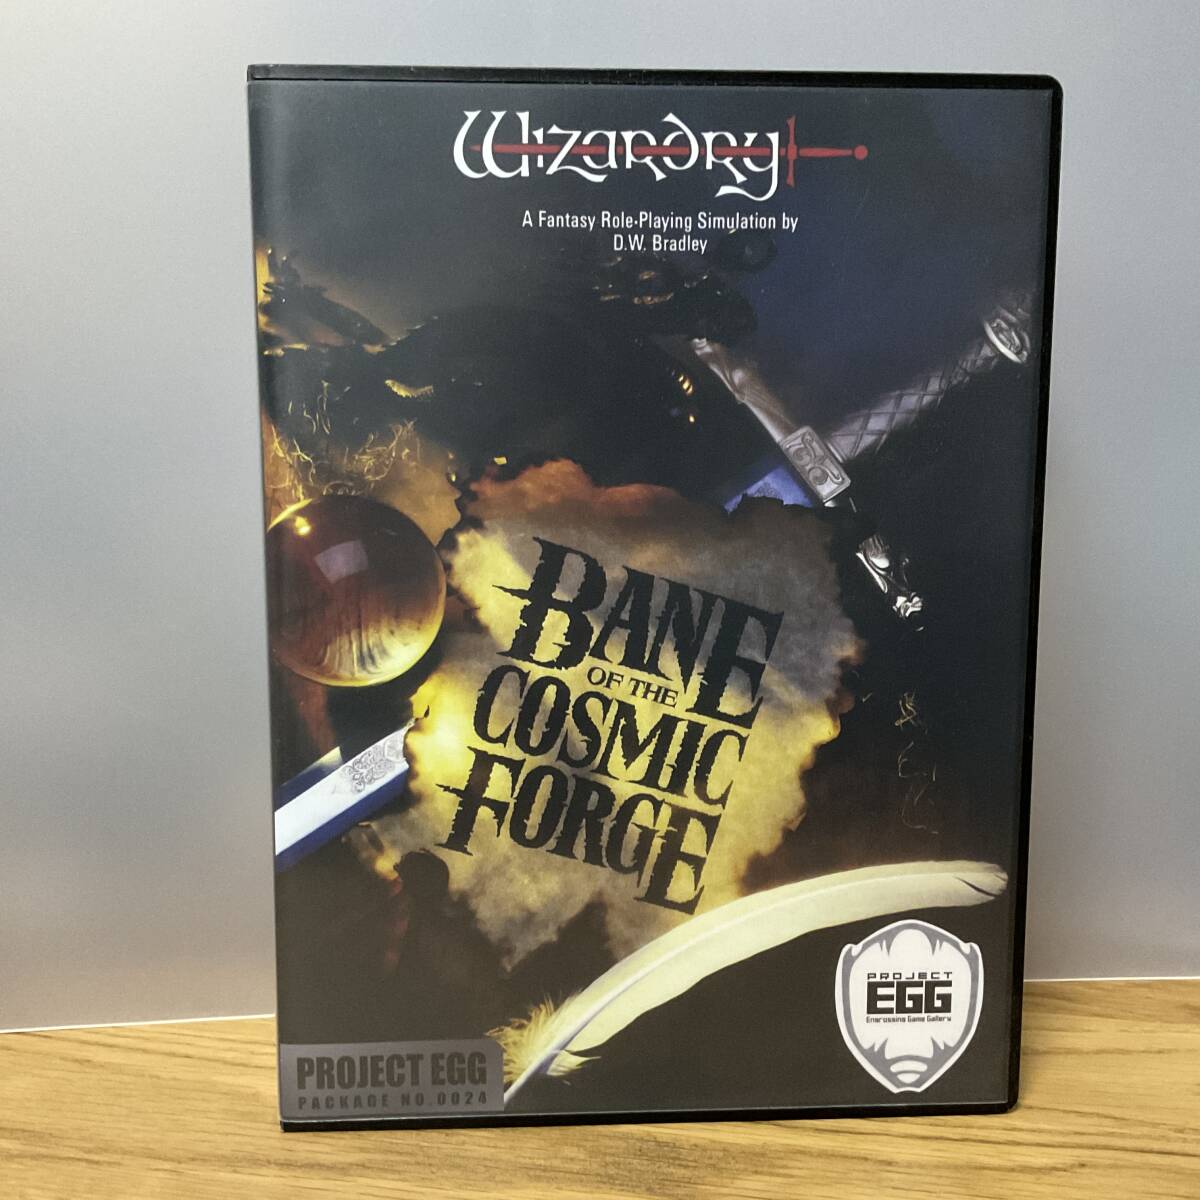 Wizardry
A Fantasy Role-Playing Simulation by
D.W. Bradley
BANE
OF THE
COSMIC
FORGE
PROJECT
EGG
Engrossing Game Gallery
PROJECT EGG
PACKAGE NO.0024